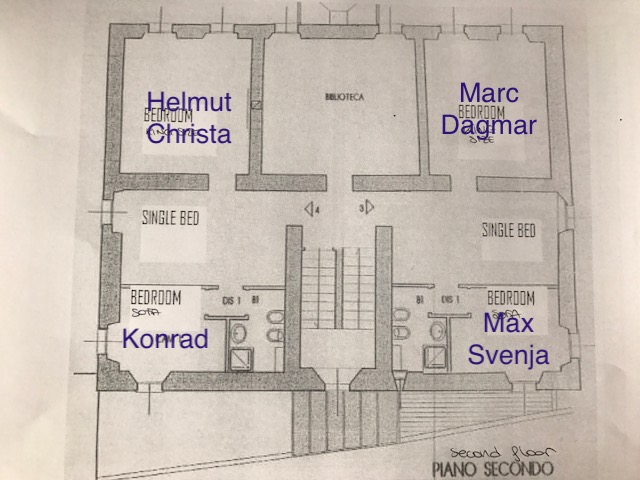 Helmut
Christa
BEDROOM
BIBLIOTECA
Marc
Dagmar
BEDROOM
SIZE
4
3
SINGLE BED
SINGLE BED
BEDROOM
SOFA
DIS 1
B1
B1
DIS 1
BEDROOM
SOFA
Konrad
Max
Svenja
second floor
PIANO SECONDO